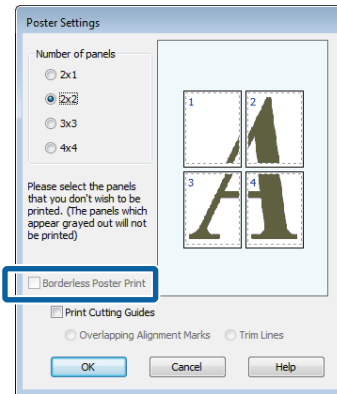 Poster Settings
Number of panels
2x1
2x2
3x3
4x4
1
2
3
4
Please select the panels
that you don't wish to be
printed. (The panels which
appear grayed out will not
be printed)
Borderless Poster Print
Print Cutting Guides
Overlapping Alignment Marks
Trim Lines
OK
Cancel
Help